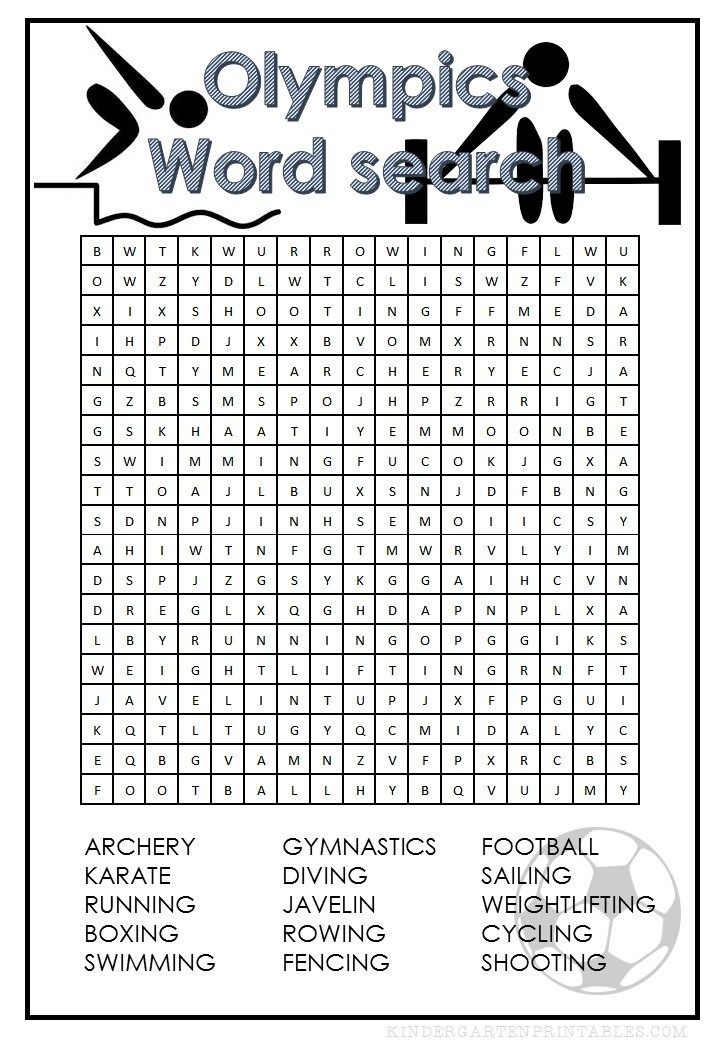 Olympics
Word search
B W T K W U R R O W I N G F L W U
O W Z Y D L W T C L I S W Z F V K
X I X S H O O T I N G F F M E D A
I H P D J X X B V O M X R N N S R
N Q T Y M E A R C H E R Y E C J A
G Z B S M S P O J H P Z R R I G T
G S K H A A T I Y E M M O O N B E
S W I M M I N G F U C O K J G X A
T T O A J L B U X S N J D F B N G
S D N P J I N H S E M O I I C S Y
A H I W T N F G T M W R V L Y I M
D S P J Z G S Y K G G A I H C V N
D R E G L X Q G H D A P N P L X A
L B Y R U N N I N G O P G G I K S
W E I G H T L I F T I N G R N F T
J A V E L I N T U P J X F P G U I
K Q T L T U G Y Q C M I D A L Y C
E Q B G V A M N Z V F P X R C B S
F O O T B A L L H Y B Q V U J M Y
ARCHERY GYMNASTICS FOOTBALL
KARATE DIVING SAILING
RUNNING JAVELIN WEIGHTLIFTING
BOXING ROWING CYCLING
SWIMMING FENCING SHOOTING
KINDERGARTENPRINTABLES.COM